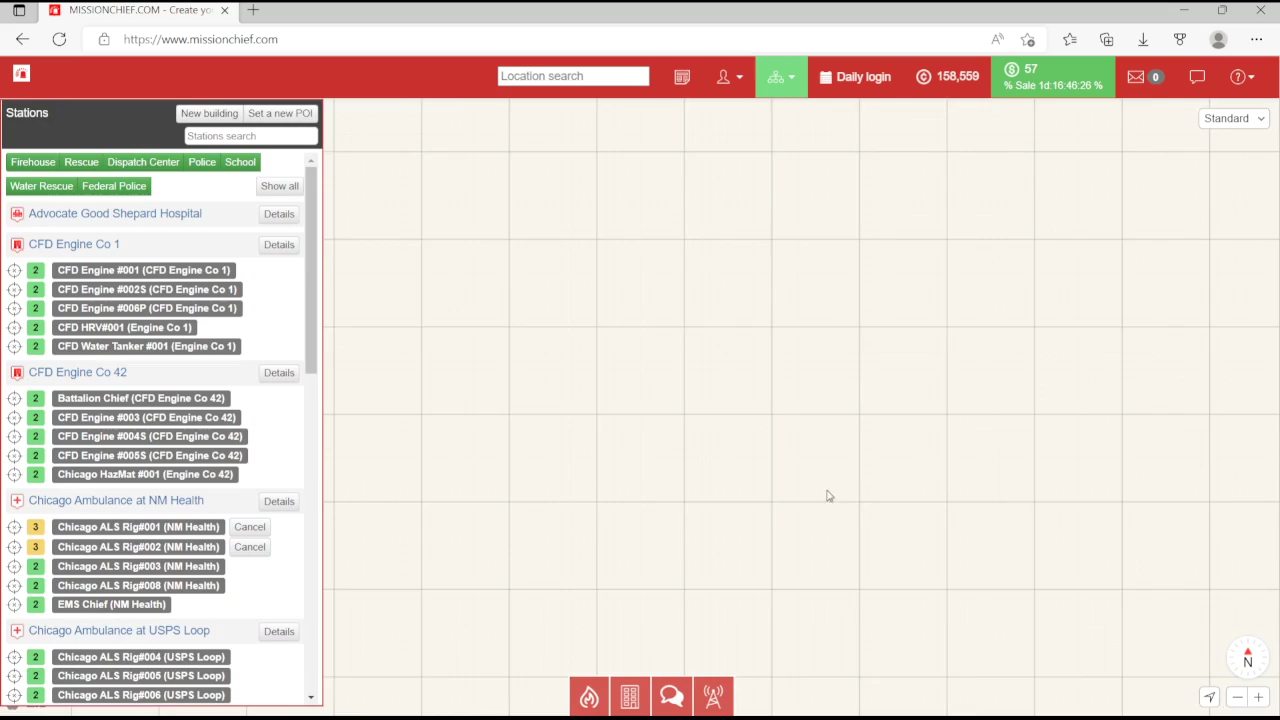 MISSIONCHIEF.COM - Create yo
https://www.missionchief.com
Location search
Daily login
158,559
57
% Sale 1d:16:46:26 %
0
Stations
New building
Set a new POI
Stations search
Standard
Firehouse
Rescue
Dispatch Center
Police
School
Water Rescue
Federal Police
Show all
Advocate Good Shepard Hospital
Details
CFD Engine Co 1
Details
2 CFD Engine #001 (CFD Engine Co 1)
2 CFD Engine #002S (CFD Engine Co 1)
2 CFD Engine #006P (CFD Engine Co 1)
2 CFD HRV#001 (Engine Co 1)
2 CFD Water Tanker #001 (Engine Co 1)
CFD Engine Co 42
Details
2 Battalion Chief (CFD Engine Co 42)
2 CFD Engine #003 (CFD Engine Co 42)
2 CFD Engine #004S (CFD Engine Co 42)
2 CFD Engine #005S (CFD Engine Co 42)
2 Chicago HazMat #001 (Engine Co 42)
Chicago Ambulance at NM Health
Details
3 Chicago ALS Rig#001 (NM Health) Cancel
3 Chicago ALS Rig#002 (NM Health) Cancel
2 Chicago ALS Rig#003 (NM Health)
2 Chicago ALS Rig#008 (NM Health)
2 EMS Chief (NM Health)
Chicago Ambulance at USPS Loop
Details
2 Chicago ALS Rig#004 (USPS Loop)
2 Chicago ALS Rig#005 (USPS Loop)
2 Chicago ALS Rig#006 (USPS Loop)
N